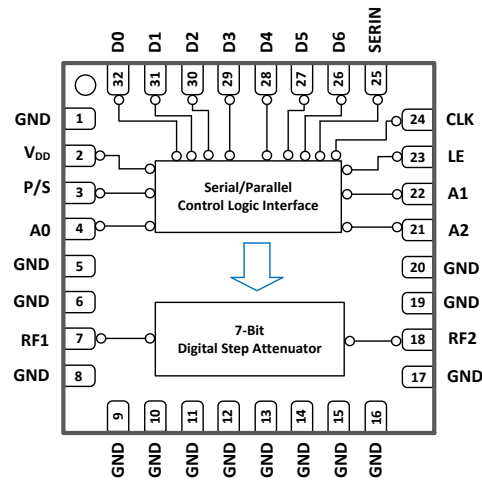 D0 D1 D2 D3 D4 D5 D6 SERIN
32 31 30 29 28 27 26 25
GND 1
24 CLK
VDD 2
23 LE
P/S 3
22 A1
A0 4
21 A2
Serial/Parallel
Control Logic Interface
GND 5
20 GND
GND 6
19 GND
RF1 7
18 RF2
7-Bit
Digital Step Attenuator
GND 8
17 GND
9 10 11 12 13 14 15 16
GND GND GND GND GND GND GND GND